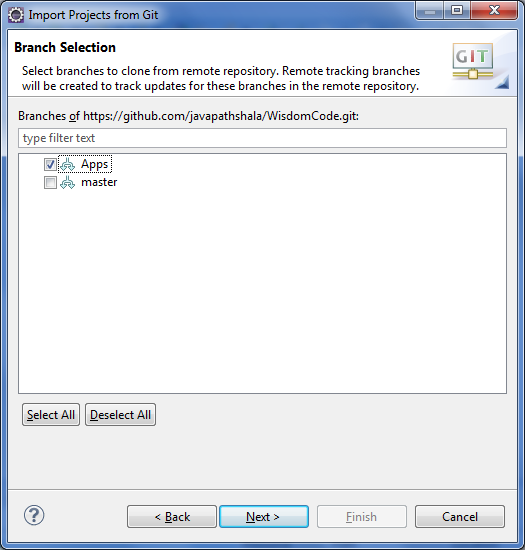 Import Projects from Git
Branch Selection
Select branches to clone from remote repository. Remote tracking branches
will be created to track updates for these branches in the remote repository.
GIT
Branches of https://github.com/javapathshala/WisdomCode.git:
type filter text
Apps
master
Select All Deselect All
? < Back Next > Finish Cancel